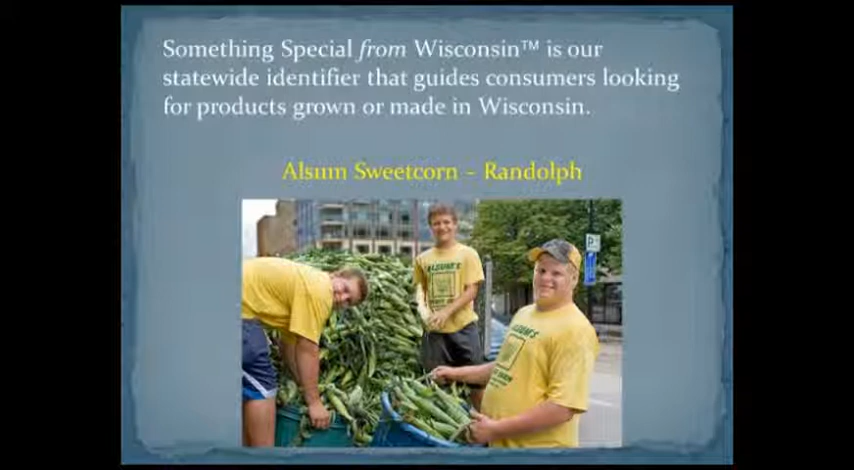 Something Special from Wisconsin™ is our
statewide identifier that guides consumers looking
for products grown or made in Wisconsin.
Alsum Sweetcorn – Randolph
ALSUM'S
P